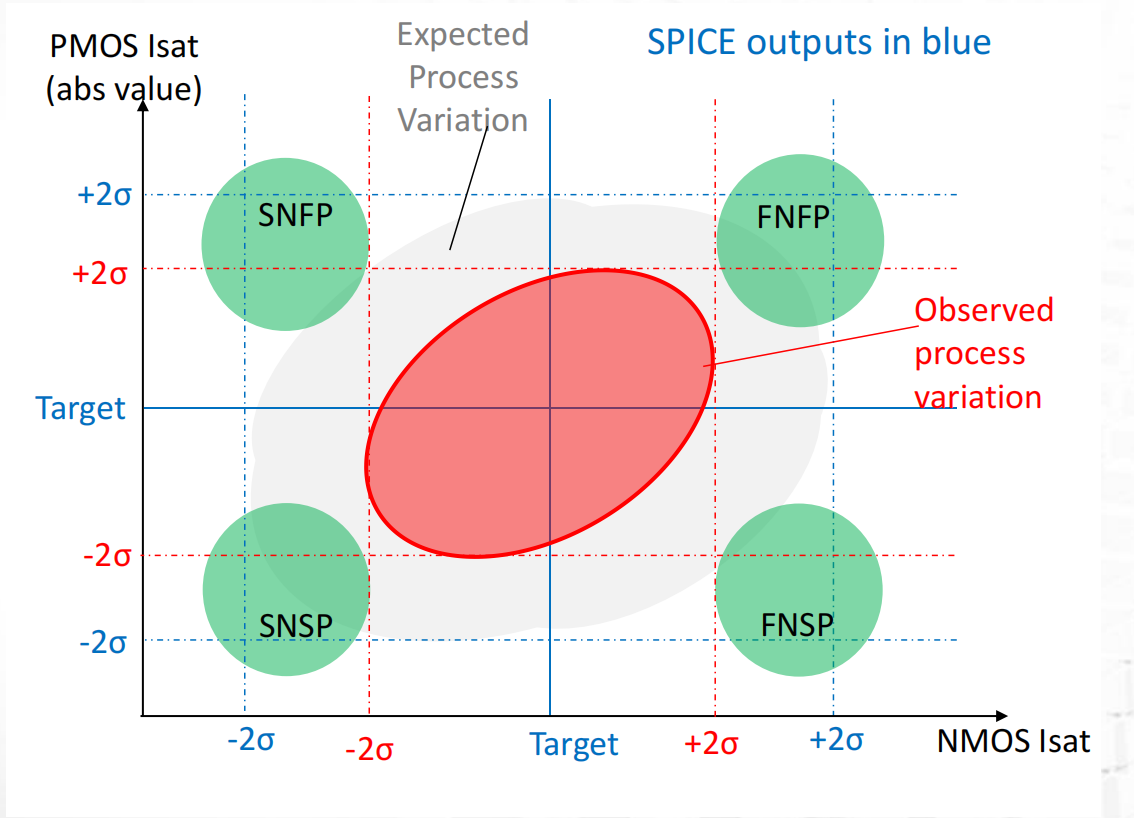 PMOS Isat
(abs value)
Expected
Process
Variation
SPICE outputs in blue
+2σ
SNFP
FNFP
+2σ
Observed
process
variation
Target
-2σ
SNSP
FNSP
-2σ
-2σ
-2σ
Target
+2σ
+2σ
NMOS Isat